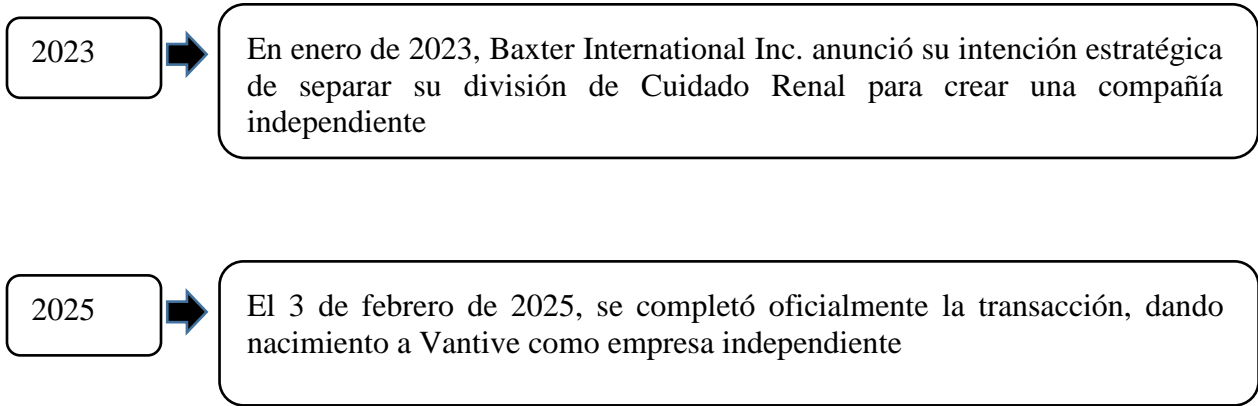 2023
En enero de 2023, Baxter International Inc. anunció su intención estratégica
de separar su división de Cuidado Renal para crear una compañía
independiente
2025
El 3 de febrero de 2025, se completó oficialmente la transacción, dando
nacimiento a Vantive como empresa independiente